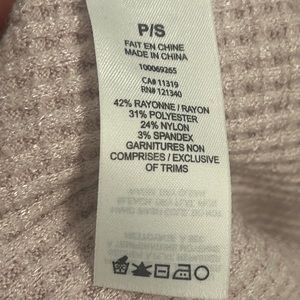 P/S
FAIT EN CHINE
MADE IN CHINA
100069265
CA# 11319
RN# 121340
42% RAYONNE / RAYON
31% POLYESTER
24% NYLON
3% SPANDEX
GARNITURES NON
COMPRISES / EXCLUSIVE
OF TRIMS